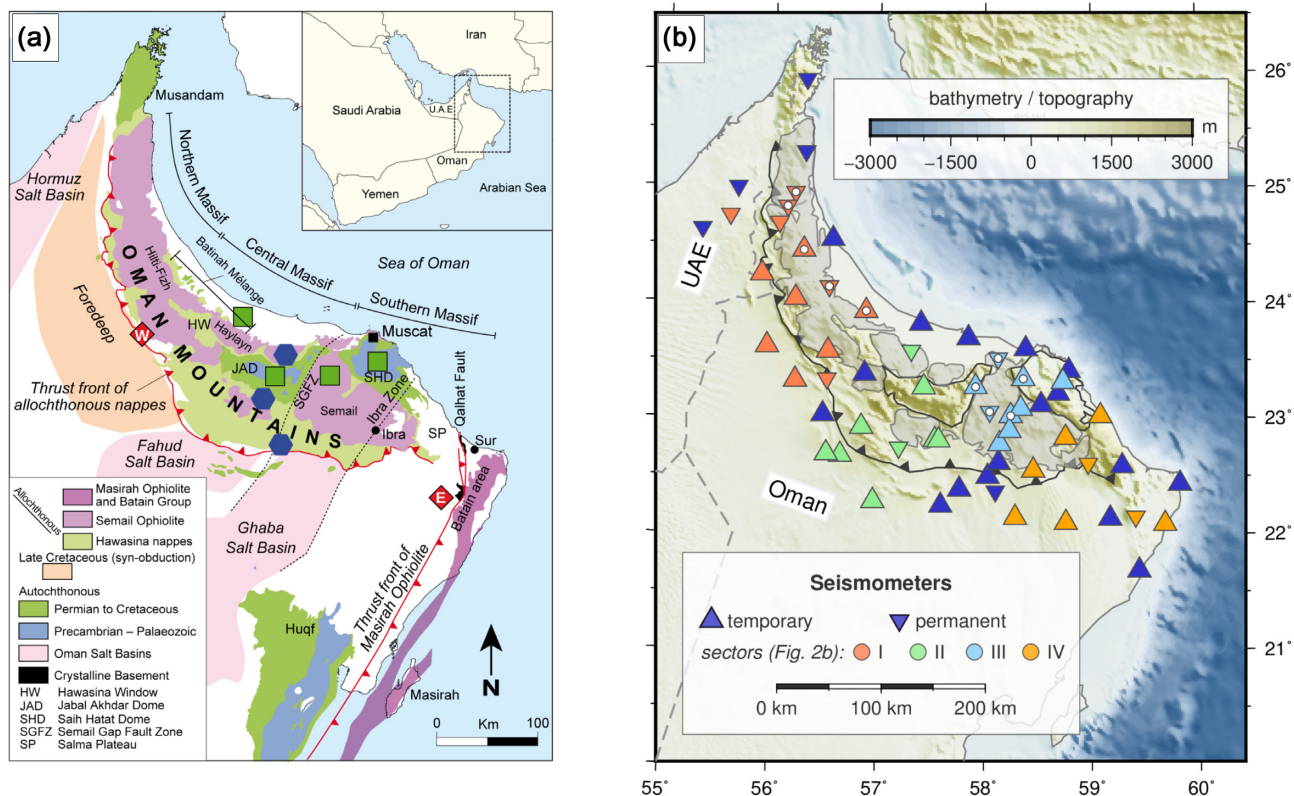 (a)
Iran
Saudi Arabia
U.A.E
Oman
Yemen
Arabian Sea
Musandam
Hormuz
Salt Basin
Northern Massif
Central Massif
Southern Massif
Sea of Oman
Batinah Mélange
Hilti-Fizh
OMAN MOUNTAINS
Foredeep
W
HW
Haylayn
Muscat
JAD
SGFZ
SHD
Semail
Ibra Zone
Ibra
Qalhat Fault
SP
Sur
Thrust front of
allochthonous nappes
Fahud
Salt Basin
Ghaba
Salt Basin
E
Batain area
Thrust front of
Masirah Ophiolite
Huqf
Masirah
N
0 Km 100
Allochthonous
Masirah Ophiolite
and Batain Group
Semail Ophiolite
Hawasina nappes
Late Cretaceous (syn-obduction)
Autochthonous
Permian to Cretaceous
Precambrian – Palaeozoic
Oman Salt Basins
Crystalline Basement
HW Hawasina Window
JAD Jabal Akhdar Dome
SHD Saih Hatat Dome
SGFZ Semail Gap Fault Zone
SP Salma Plateau
(b)
bathymetry / topography
m
−3000 −1500 0 1500 3000
UAE
Oman
Seismometers
temporary permanent
sectors (Fig. 2b): I II III IV
0 km 100 km 200 km
26°
25°
24°
23°
22°
21°
55° 56° 57° 58° 59° 60°